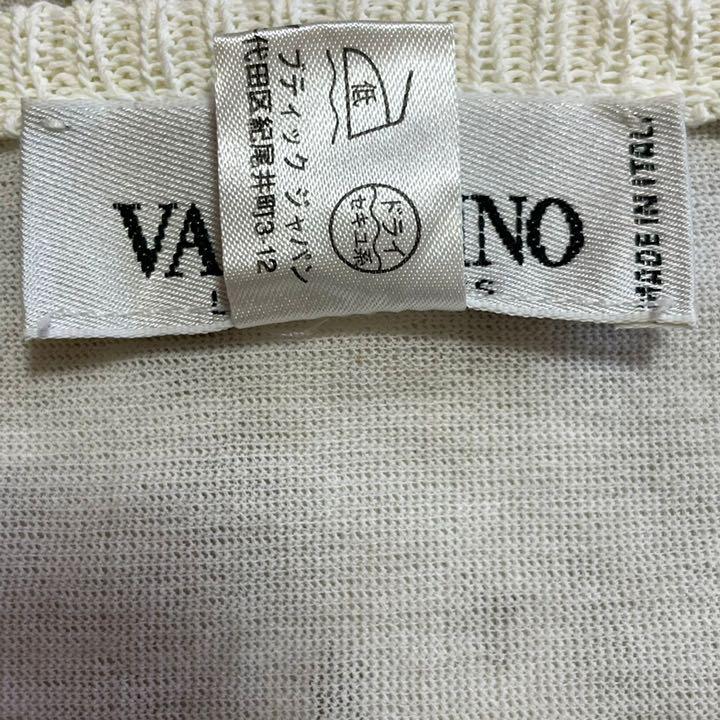 低
ドライ
セキユ系
ブティックジャパン
代田区紀尾井町3-12
VA
INO
MADE IN ITALY